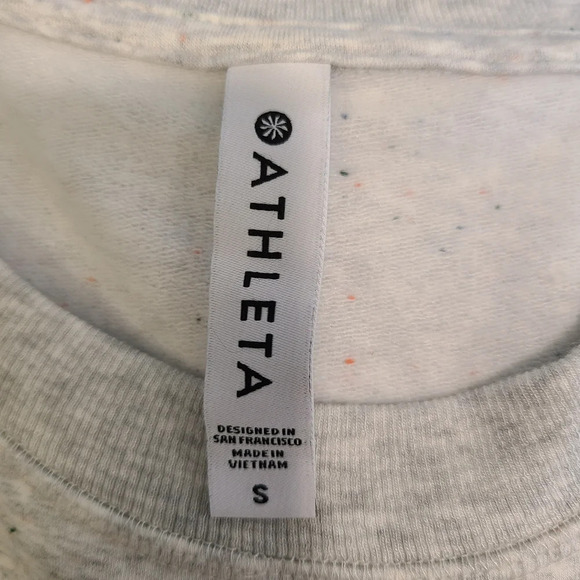 ATHLETA
DESIGNED IN
SAN FRANCISCO
MADE IN
VIETNAM
S